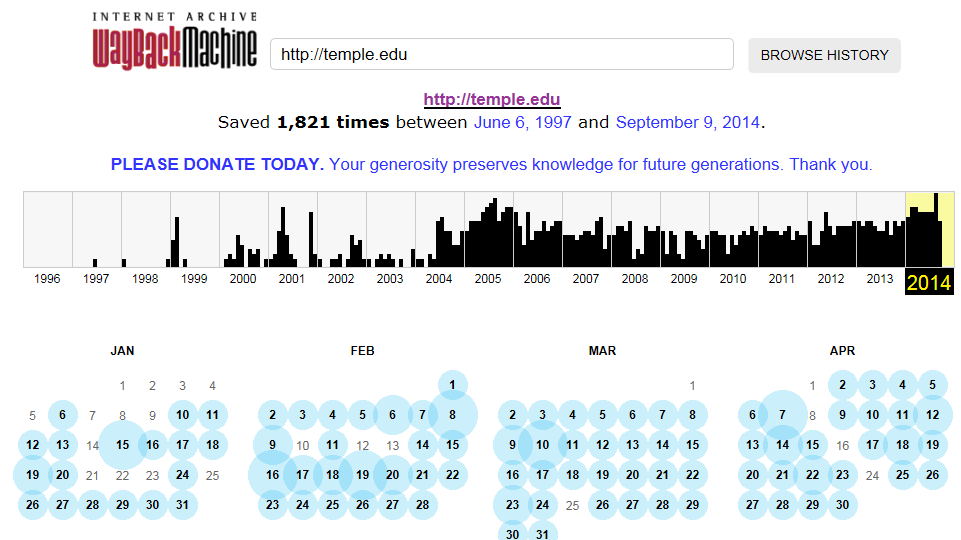 INTERNET ARCHIVE
WayBackMachine
http://temple.edu
BROWSE HISTORY
http://temple.edu
Saved 1,821 times between June 6, 1997 and September 9, 2014.
PLEASE DONATE TODAY. Your generosity preserves knowledge for future generations. Thank you.
1996 1997 1998 1999 2000 2001 2002 2003 2004 2005 2006 2007 2008 2009 2010 2011 2012 2013 2014
JAN
1 2 3 4
5 6 7 8 9 10 11
12 13 14 15 16 17 18
19 20 21 22 23 24 25
26 27 28 29 30 31
FEB
1
2 3 4 5 6 7 8
9 10 11 12 13 14 15
16 17 18 19 20 21 22
23 24 25 26 27 28
MAR
1
2 3 4 5 6 7 8
9 10 11 12 13 14 15
16 17 18 19 20 21 22
23 24 25 26 27 28 29
30 31
APR
1 2 3 4 5
6 7 8 9 10 11 12
13 14 15 16 17 18 19
20 21 22 23 24 25 26
27 28 29 30